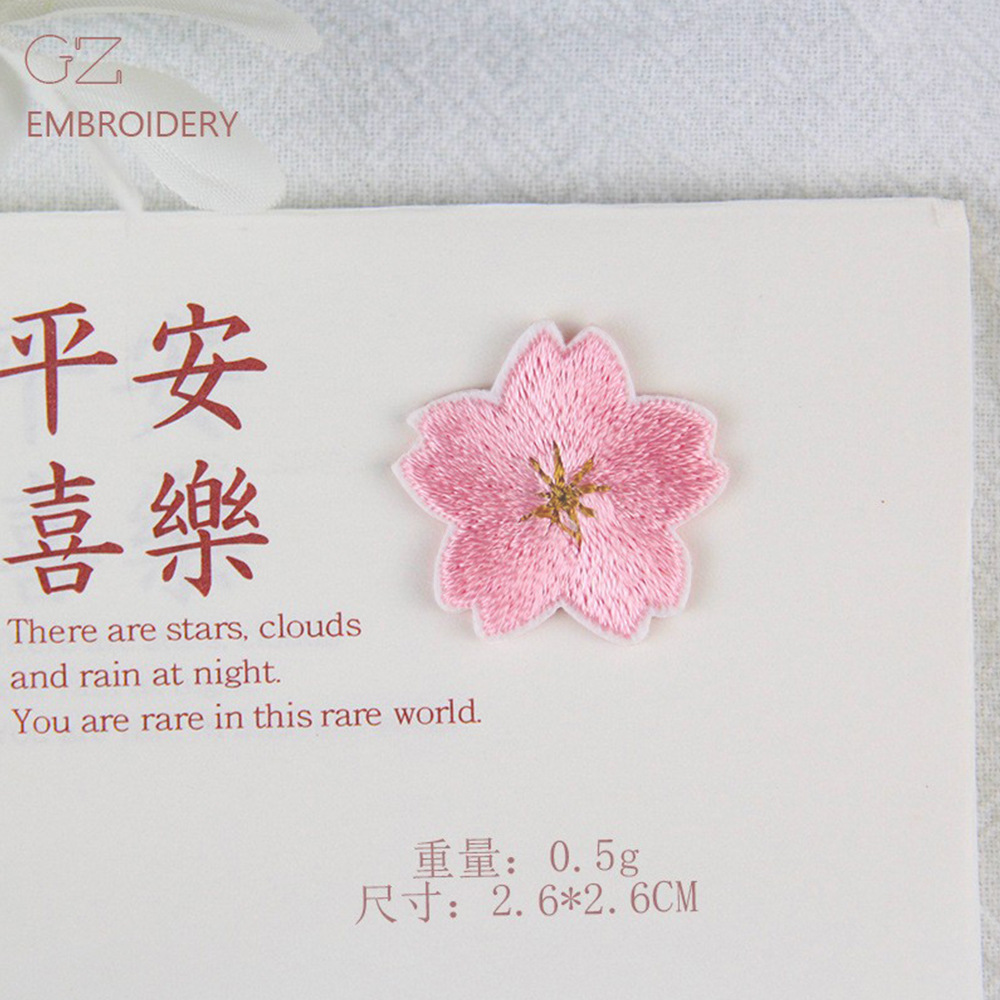 GZ
EMBROIDERY
平安
喜樂
There are stars, clouds
and rain at night.
You are rare in this rare world.
重量：0.5g
尺寸：2.6*2.6CM